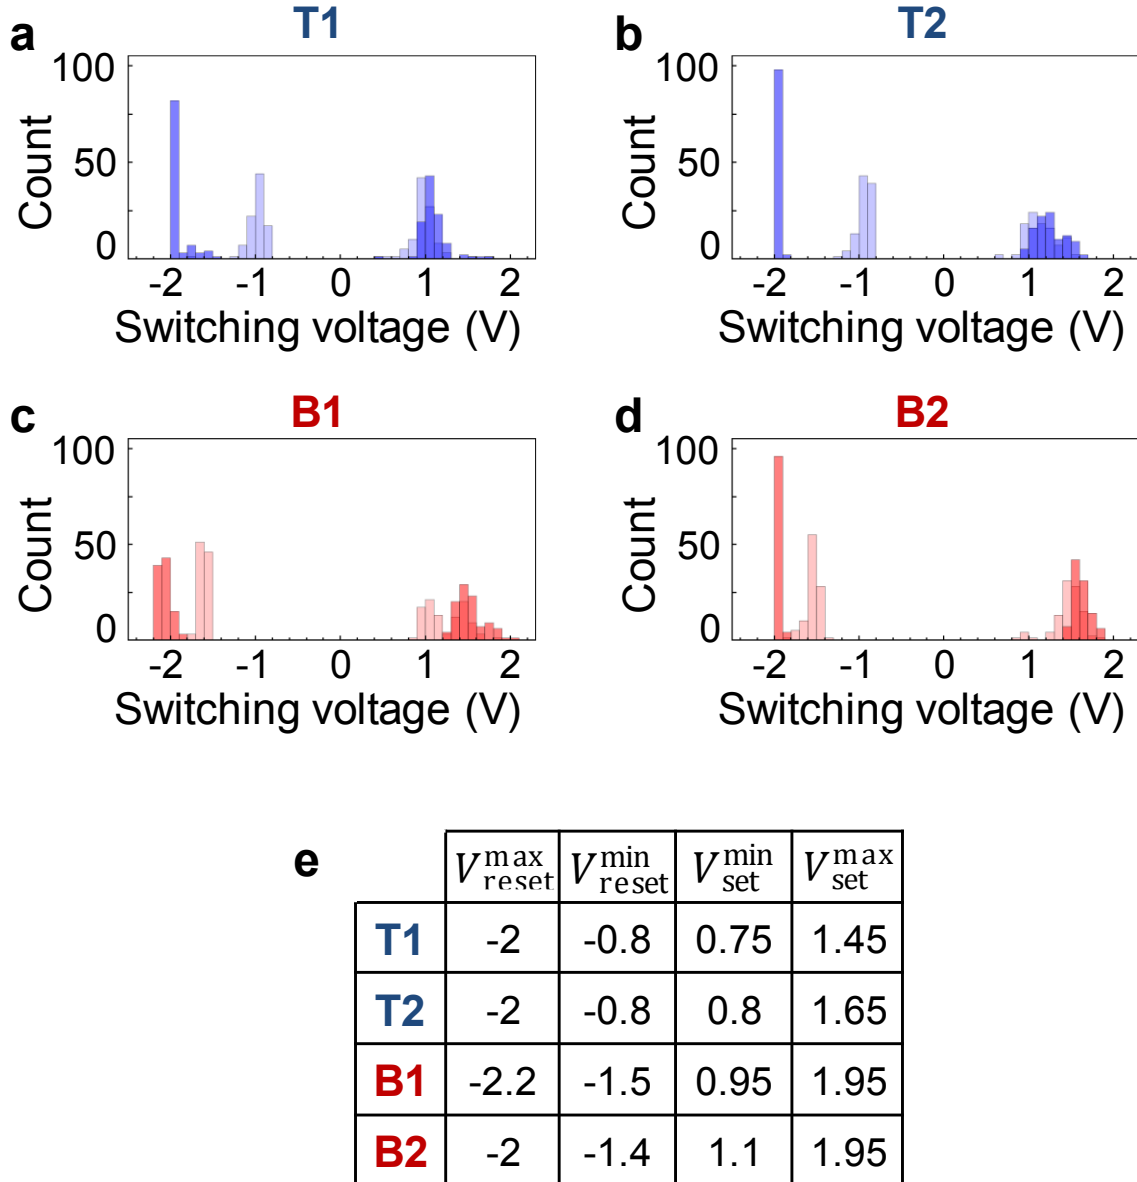 a T1
100
50
0
Count
-2 -1 0 1 2
Switching voltage (V)
b T2
100
50
0
Count
-2 -1 0 1 2
Switching voltage (V)
c B1
100
50
0
Count
-2 -1 0 1 2
Switching voltage (V)
d B2
100
50
0
Count
-2 -1 0 1 2
Switching voltage (V)
e
V max reset V min reset V min set V max set
T1 -2 -0.8 0.75 1.45
T2 -2 -0.8 0.8 1.65
B1 -2.2 -1.5 0.95 1.95
B2 -2 -1.4 1.1 1.95